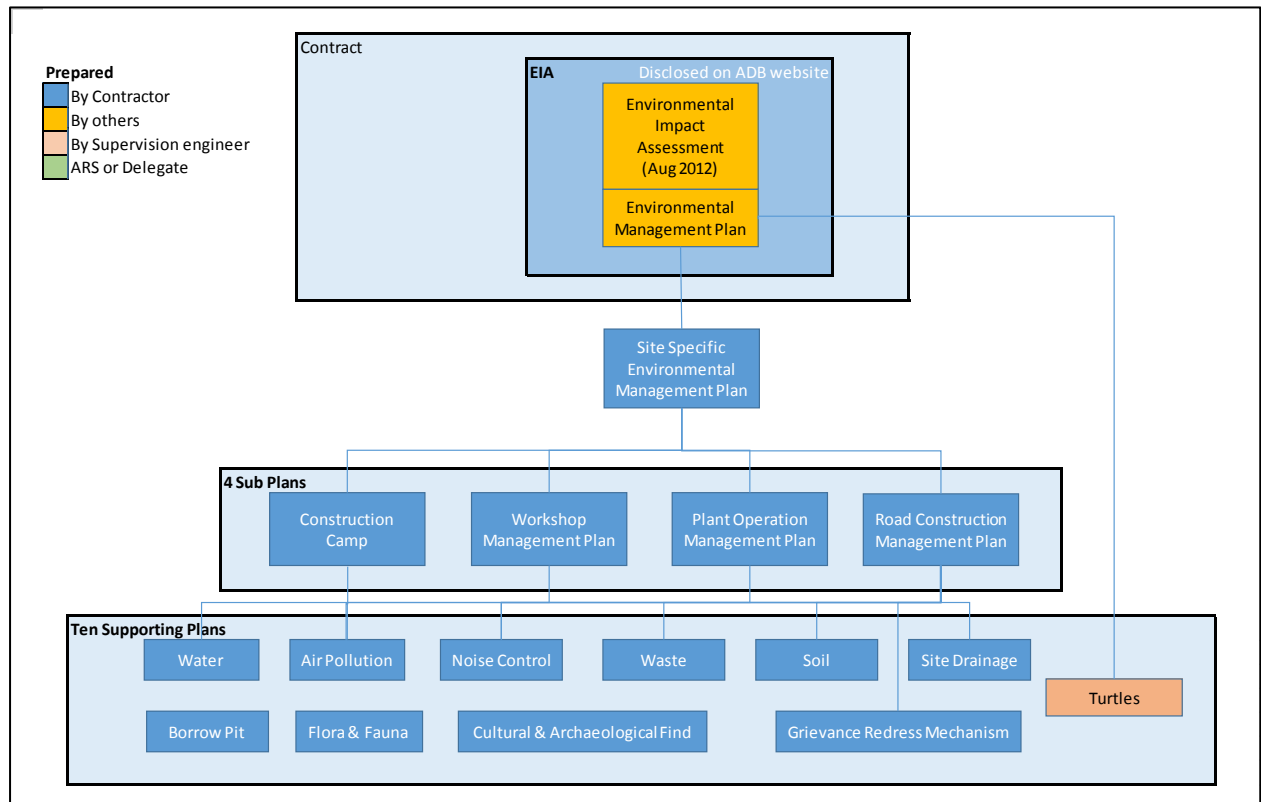 Contract
Prepared
By Contractor
By others
By Supervision engineer
ARS or Delegate
EIA
Disclosed on ADB website
Environmental
Impact
Assessment
(Aug 2012)
Environmental
Management Plan
Site Specific
Environmental
Management Plan
4 Sub Plans
Construction
Camp
Workshop
Management Plan
Plant Operation
Management Plan
Road Construction
Management Plan
Ten Supporting Plans
Water
Air Pollution
Noise Control
Waste
Soil
Site Drainage
Turtles
Borrow Pit
Flora & Fauna
Cultural & Archaeological Find
Grievance Redress Mechanism